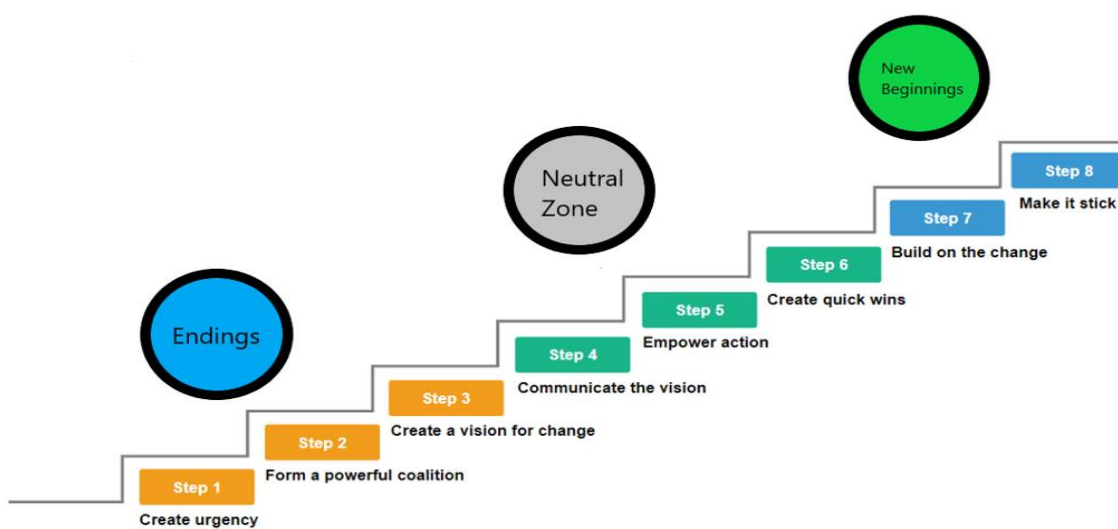 New
Beginnings
Neutral
Zone
Endings
Step 8
Make it stick
Step 7
Build on the change
Step 6
Create quick wins
Step 5
Empower action
Step 4
Communicate the vision
Step 3
Create a vision for change
Step 2
Form a powerful coalition
Step 1
Create urgency